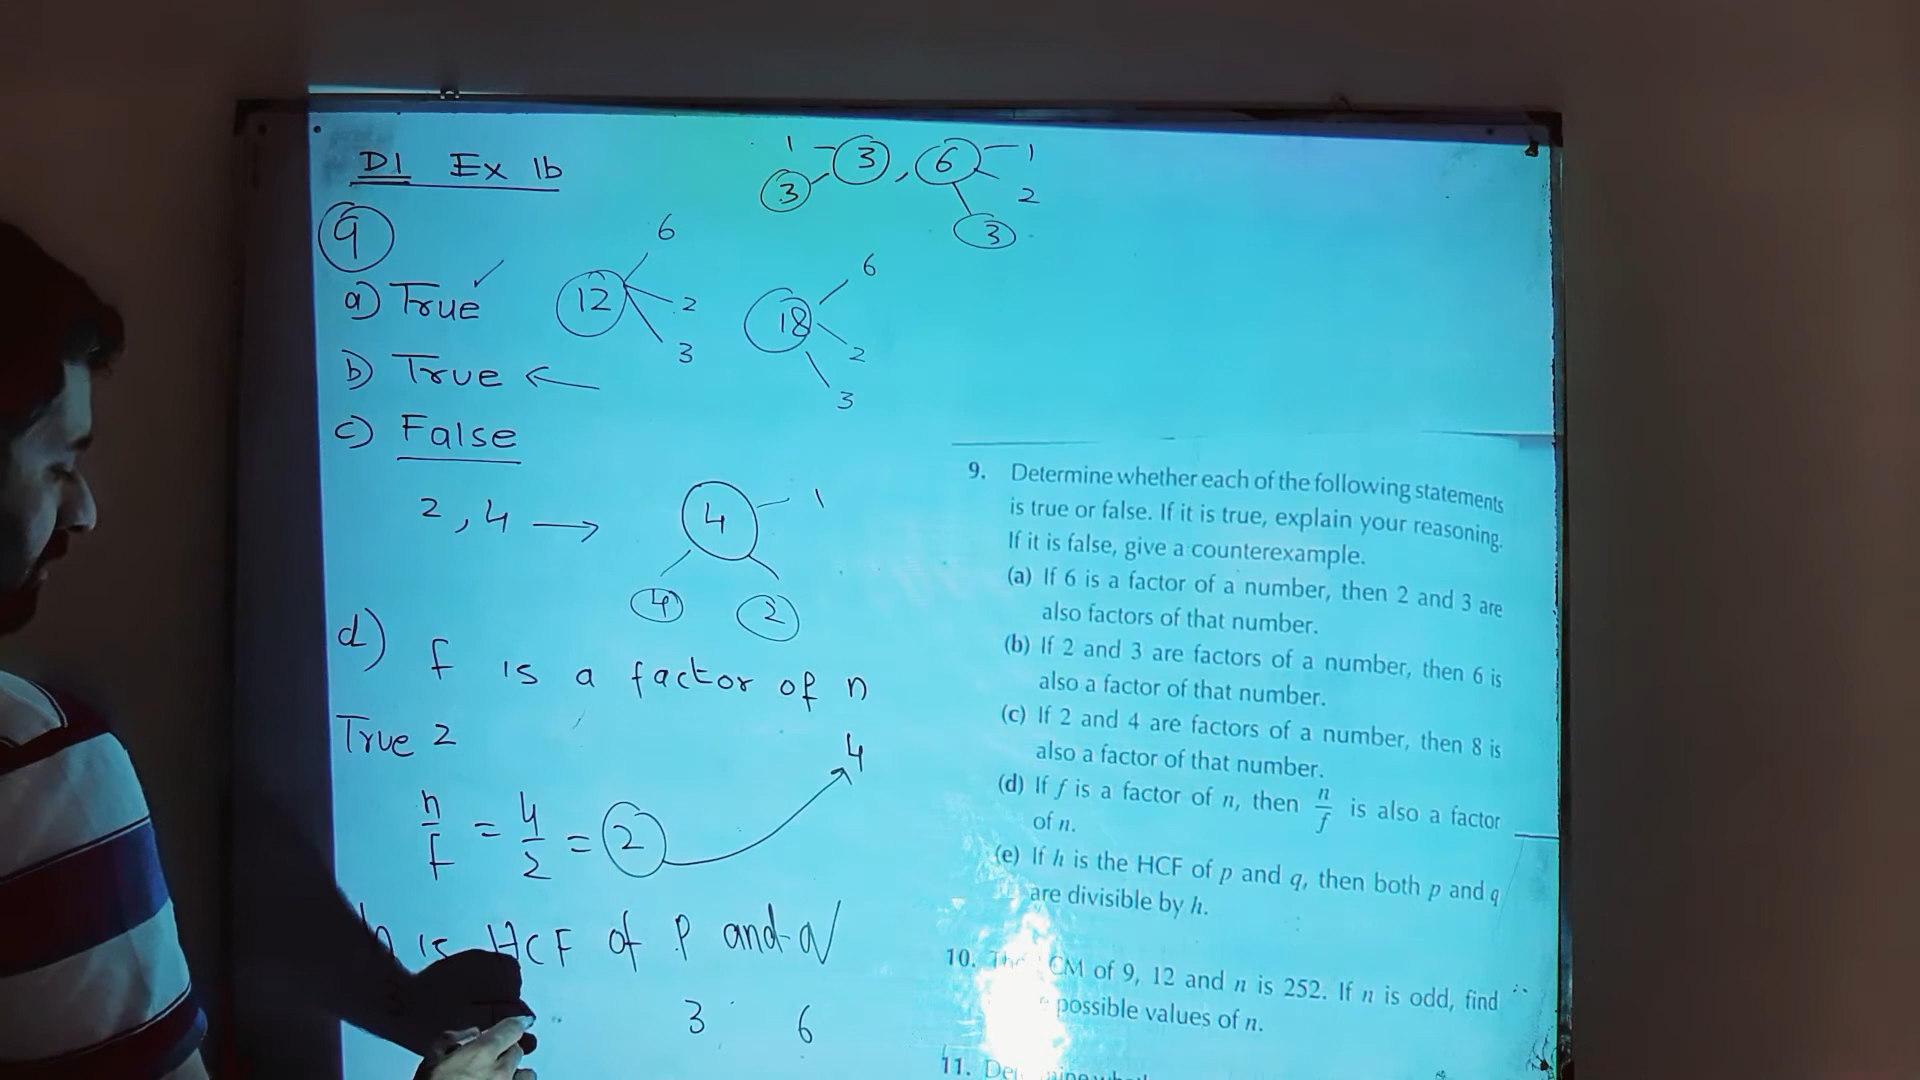 D1 Ex 1b
1 3 , 6 1
3 2
3
9
6
6
a) True ✓ 12 2 18
3 2
b) True ←
3
c) False
2 , 4 → 4 1
4 2
d) f is a factor of n
True 2
4
n/f = 4/2 = 2
is HCF of P and q
3 6
9. Determine whether each of the following statements
is true or false. If it is true, explain your reasoning.
If it is false, give a counterexample.
(a) If 6 is a factor of a number, then 2 and 3 are
also factors of that number.
(b) If 2 and 3 are factors of a number, then 6 is
also a factor of that number.
(c) If 2 and 4 are factors of a number, then 8 is
also a factor of that number.
(d) If f is a factor of n, then n/f is also a factor
of n.
(e) If h is the HCF of p and q, then both p and q
are divisible by h.
10. CM of 9, 12 and n is 252. If n is odd, find
possible values of n.
11.